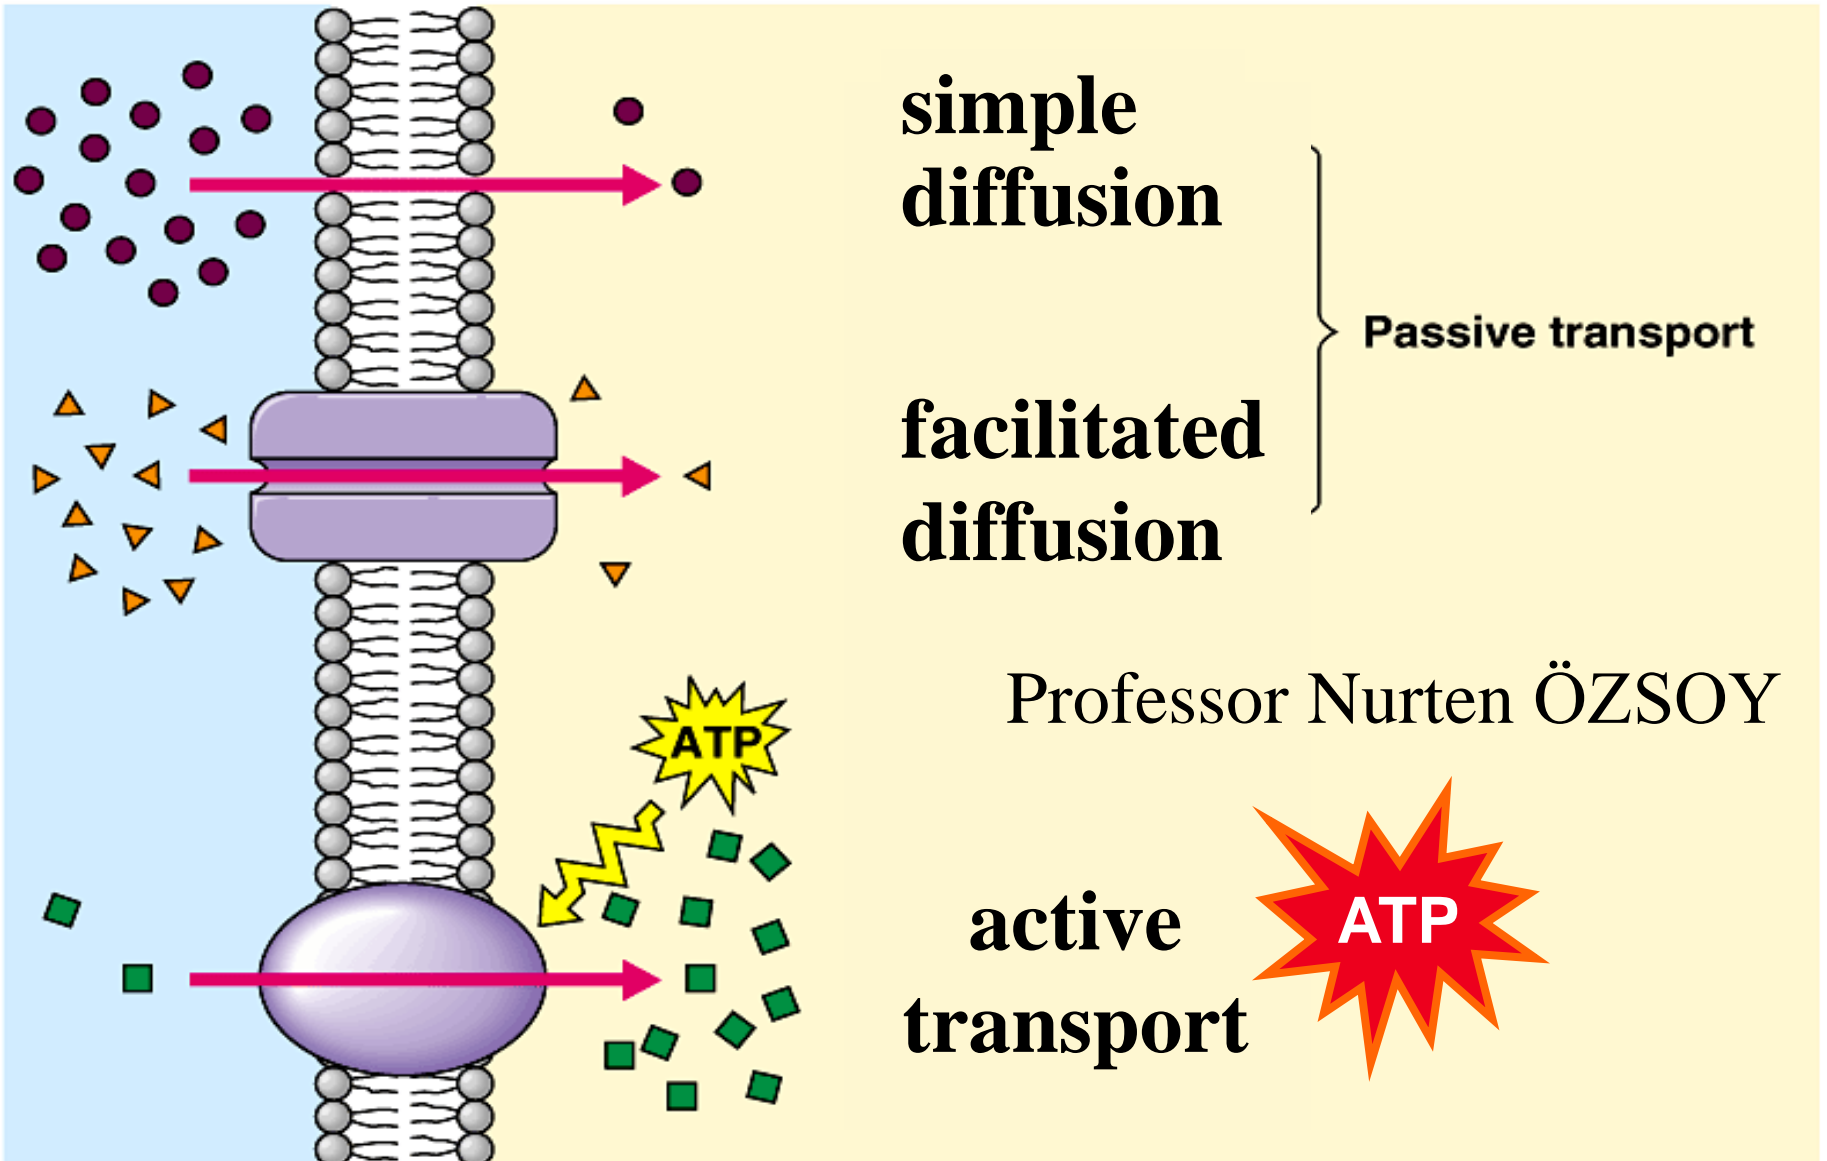 simple
diffusion
Passive transport
facilitated
diffusion
Professor Nurten ÖZSOY
ATP
active
transport
ATP